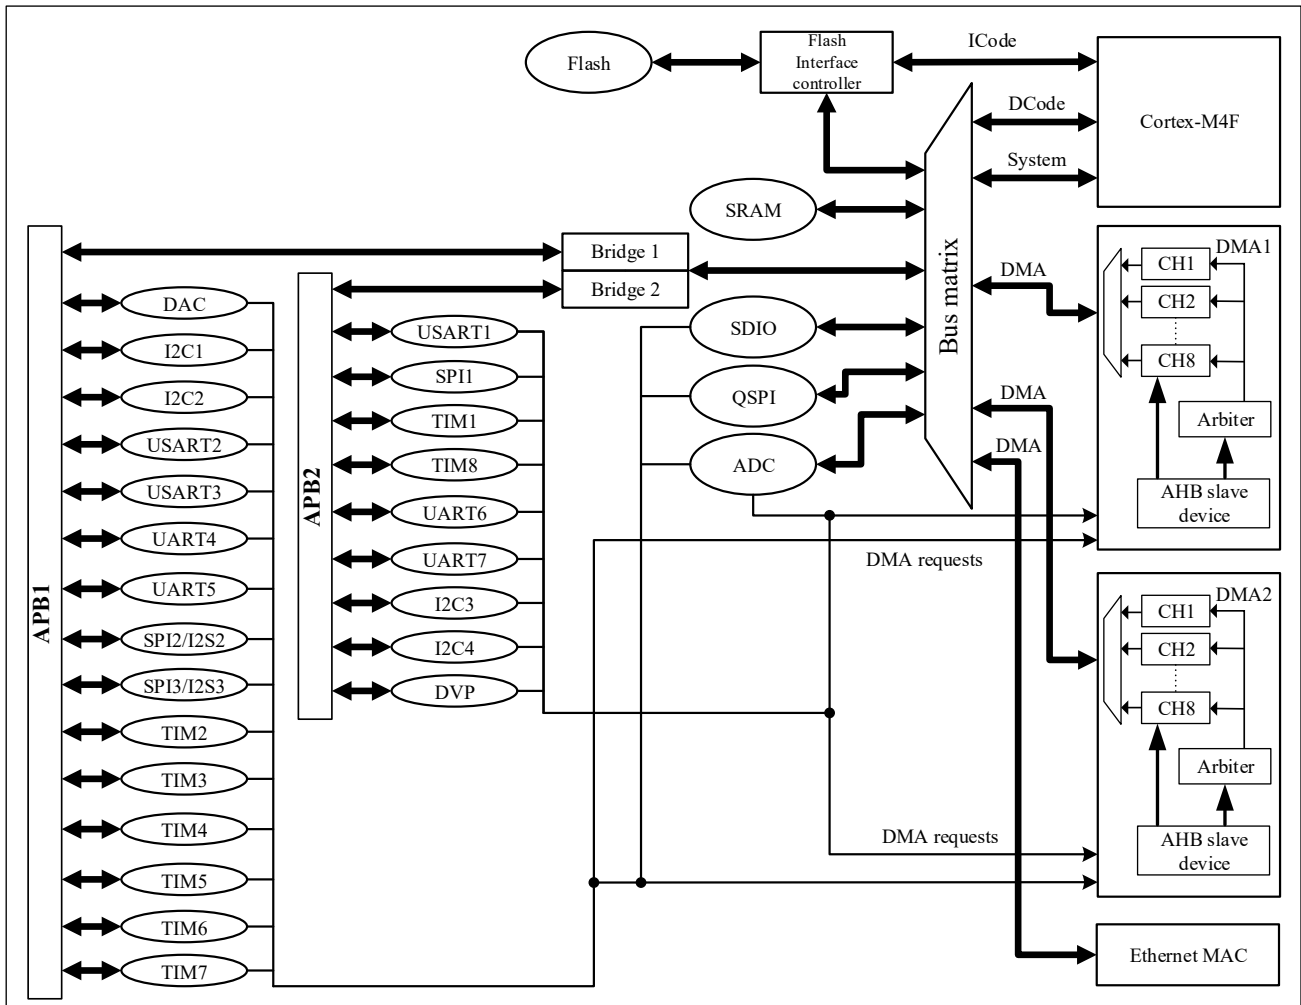 Flash
Flash
Interface
controller
ICode
DCode
System
Cortex-M4F
SRAM
Bus matrix
Bridge 1
Bridge 2
DMA
DMA1
CH1
CH2
CH8
Arbiter
AHB slave
device
APB1
DAC
I2C1
I2C2
USART2
USART3
UART4
UART5
SPI2/I2S2
SPI3/I2S3
TIM2
TIM3
TIM4
TIM5
TIM6
TIM7
APB2
USART1
SPI1
TIM1
TIM8
UART6
UART7
I2C3
I2C4
DVP
SDIO
QSPI
ADC
DMA
DMA
DMA requests
DMA2
CH1
CH2
CH8
Arbiter
AHB slave
device
DMA requests
Ethernet MAC